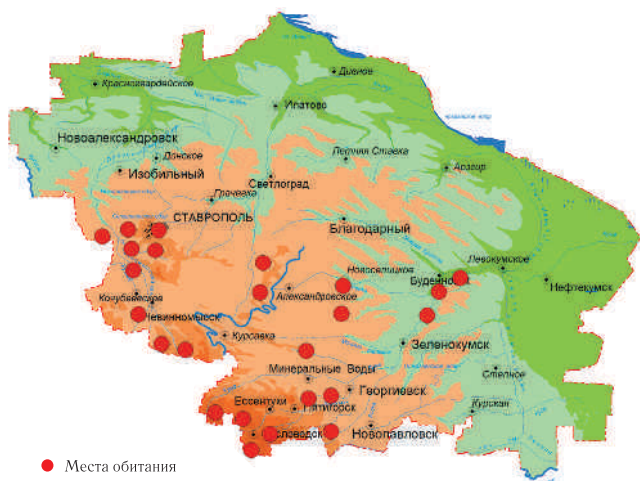 Дивное
Красногвардейское
Ипатово
Новоалександровск
Летняя Ставка
Донское
Арзгир
Изобильный
Светлоград
Грачевка
СТАВРОПОЛЬ
Благодарный
Левокумское
Новоселицкое
Буденновск
Нефтекумск
Александровское
Кочубеевское
Невинномысск
Курсавка
Зеленокумск
Минеральные Воды
Степное
Георгиевск
Ессентуки
Пятигорск
Курская
Кисловодск
Новопавловск
Места обитания